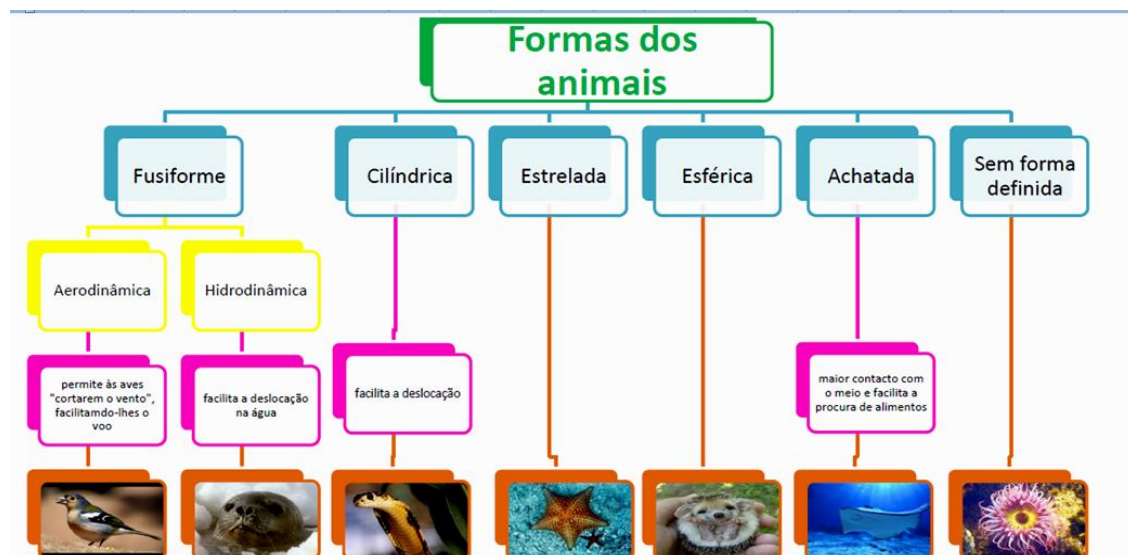 Formas dos
animais
Fusiforme
Cilíndrica
Estrelada
Esférica
Achatada
Sem forma
definida
Aerodinâmica
Hidrodinâmica
permite às aves
"cortarem o vento",
facilitamdo-lhes o
voo
facilita a deslocação
na água
facilita a deslocação
maior contacto com
o meio e facilita a
procura de alimentos